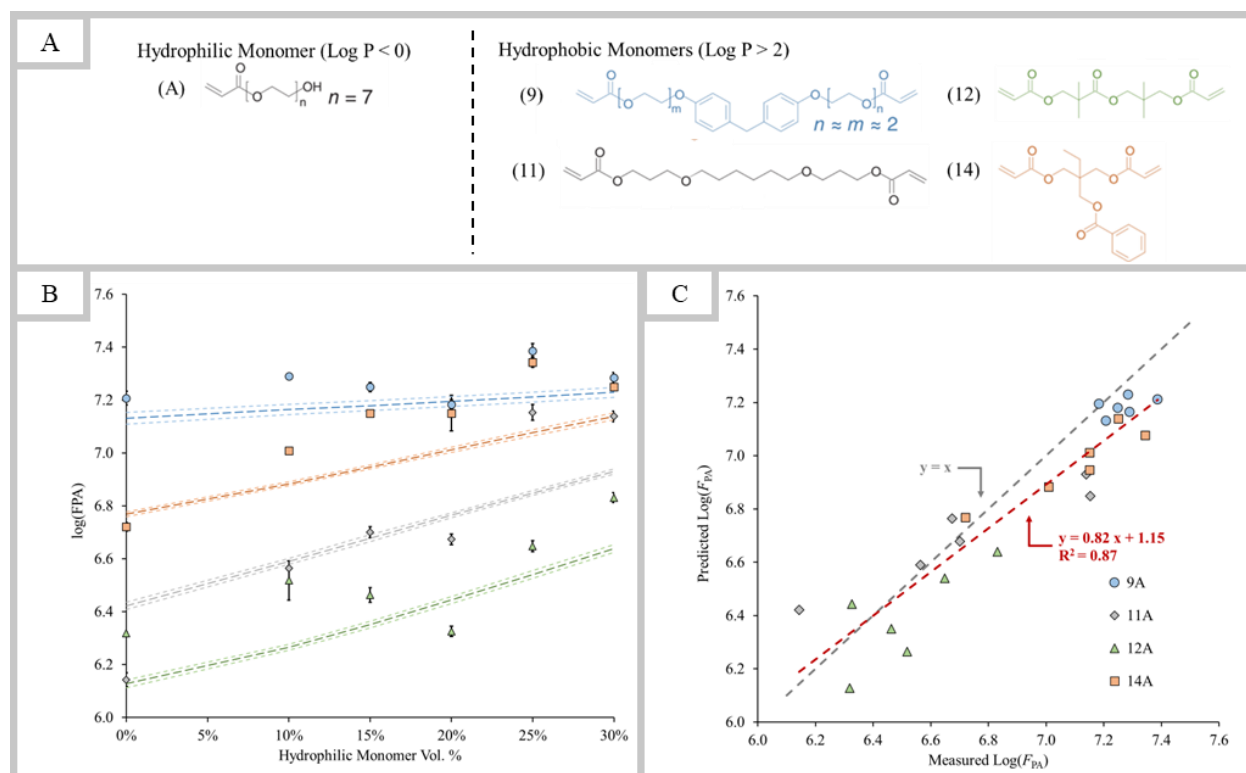 A
Hydrophilic Monomer (Log P < 0)
(A)
O
O
OH
n
n = 7
Hydrophobic Monomers (Log P > 2)
(9)
O
O
m
O
O
O
n
O
n ≈ m ≈ 2
(12)
O
O
O
O
O
O
(11)
O
O
O
O
O
O
(14)
O
O
O
O
O
O
B
7.6
7.4
7.2
7.0
6.8
6.6
6.4
6.2
6.0
log(FPA)
0%
5%
10%
15%
20%
25%
30%
Hydrophilic Monomer Vol. %
C
7.6
7.4
7.2
7.0
6.8
6.6
6.4
6.2
6.0
Predicted Log(FPA)
y = x
y = 0.82 x + 1.15
R² = 0.87
9A
11A
12A
14A
6.0
6.2
6.4
6.6
6.8
7.0
7.2
7.4
7.6
Measured Log(FPA)